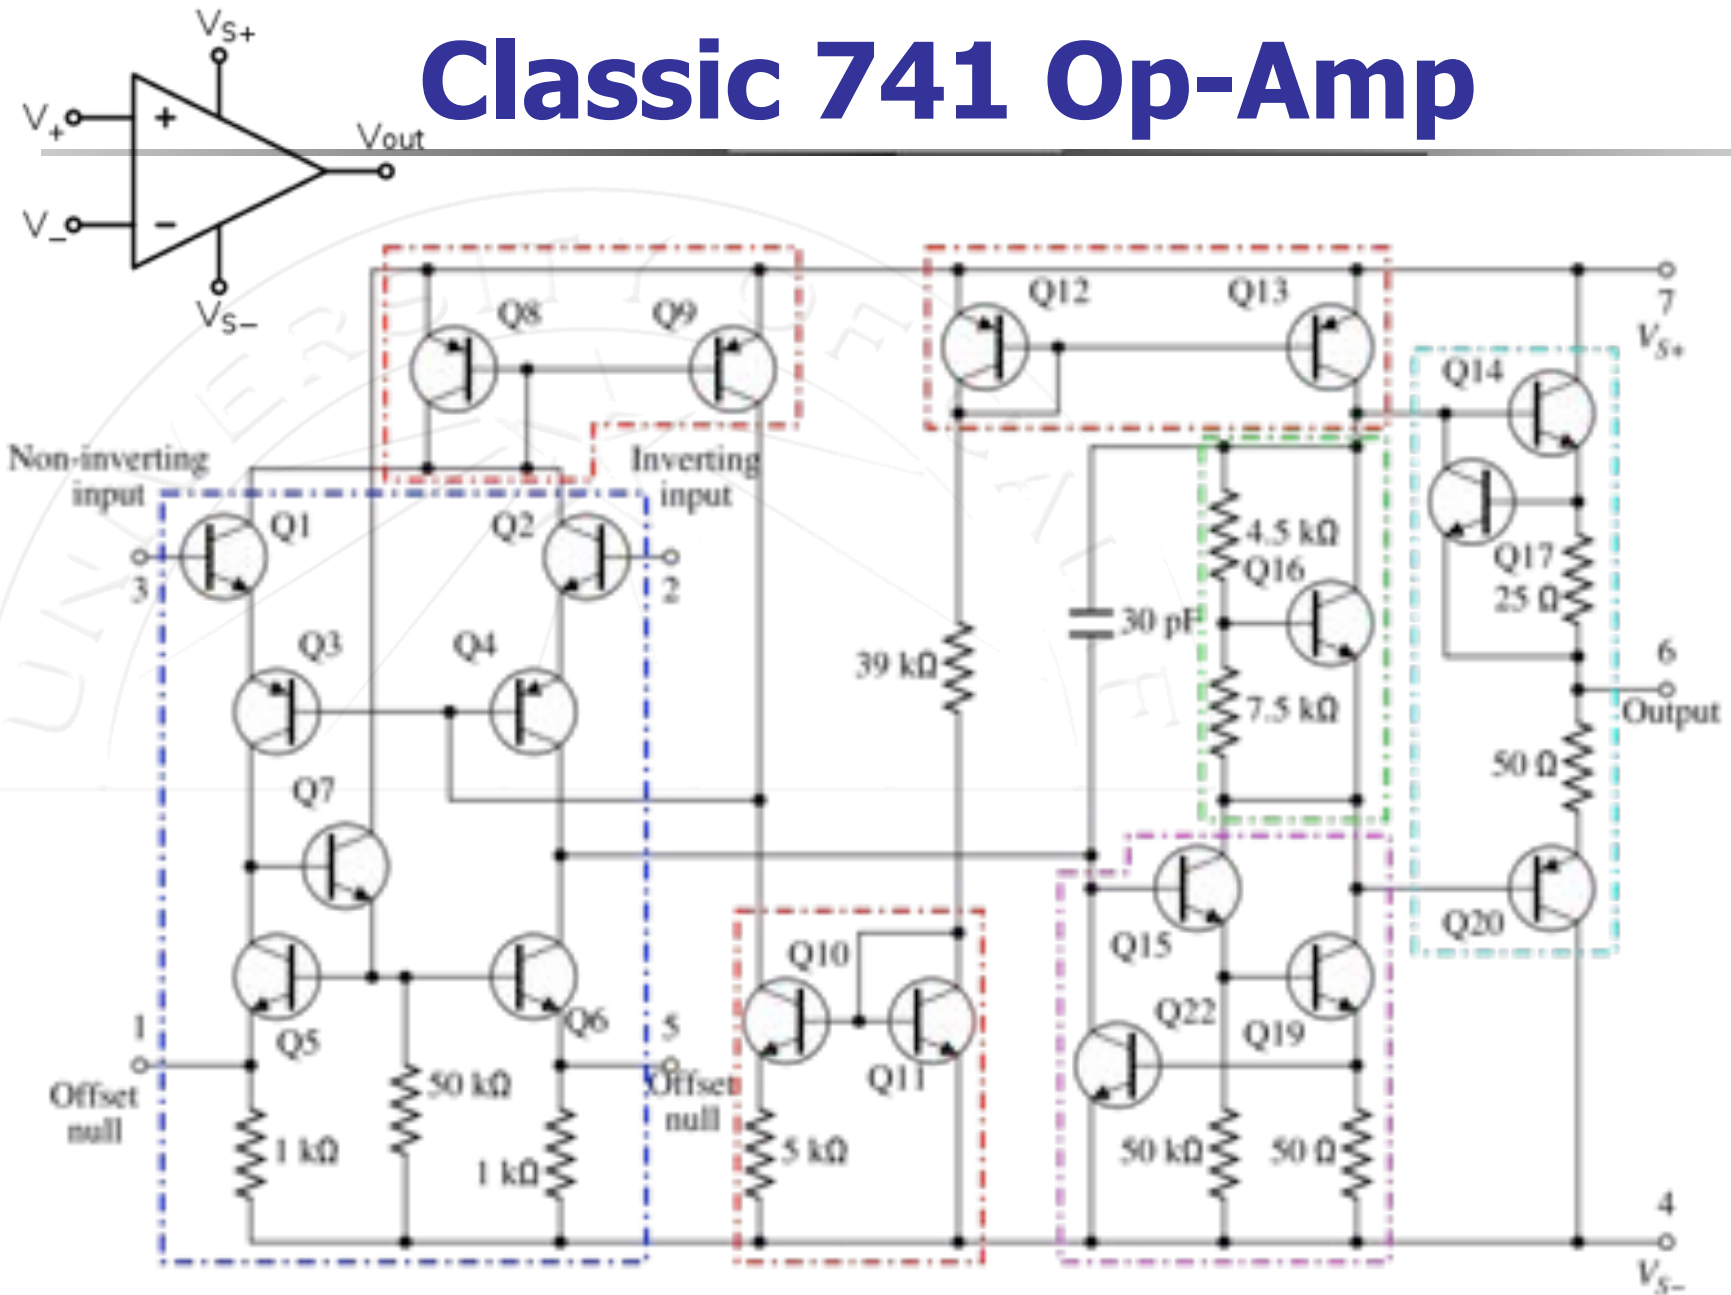 Classic 741 Op-Amp
VS+
V+
+
Vout
V−
−
VS−
Q8
Q9
Q12
Q13
7
VS+
Q14
Non-inverting
input
Inverting
input
Q1
Q2
3
2
4.5 kΩ
Q16
Q17
25 Ω
30 pF
Q3
Q4
39 kΩ
7.5 kΩ
6
Output
50 Ω
Q7
Q15
Q20
Q10
Q22
Q19
1
Offset
null
Q5
Q6
5
Offset
null
Q11
50 kΩ
1 kΩ
1 kΩ
5 kΩ
50 kΩ
50 Ω
4
VS−
UNIVERSITY OF